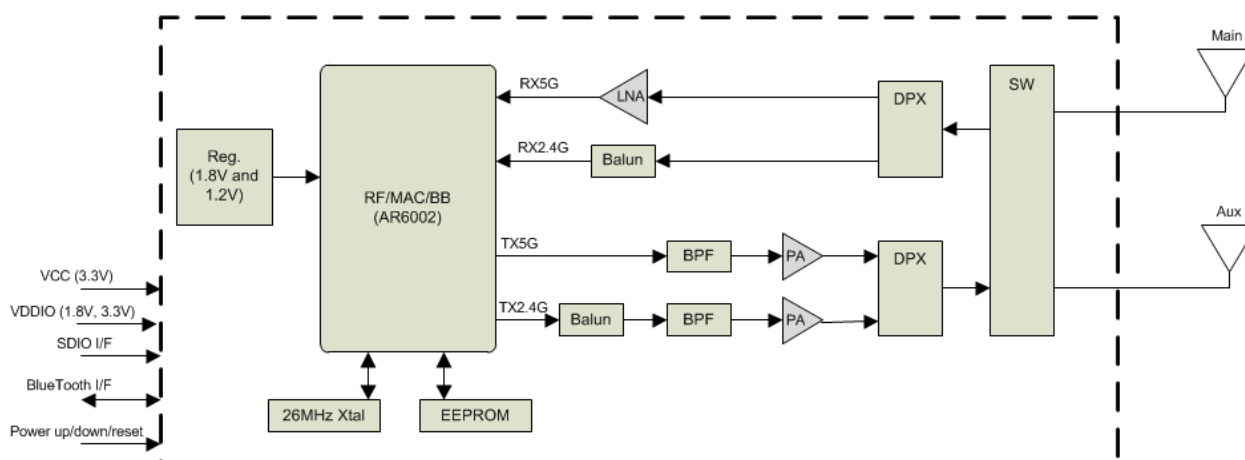 Main
RX5G
LNA
DPX
SW
Reg.
(1.8V and
1.2V)
RX2.4G
Balun
RF/MAC/BB
(AR6002)
Aux
TX5G
BPF
PA
DPX
VCC (3.3V)
TX2.4G
Balun
BPF
PA
VDDIO (1.8V, 3.3V)
SDIO I/F
BlueTooth I/F
26MHz Xtal
EEPROM
Power up/down/reset